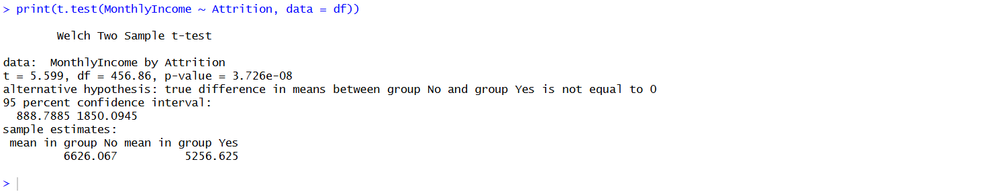 > print(t.test(MonthlyIncome ~ Attrition, data = df))
Welch Two Sample t-test
data:  MonthlyIncome by Attrition
t = 5.599, df = 456.86, p-value = 3.726e-08
alternative hypothesis: true difference in means between group No and group Yes is not equal to 0
95 percent confidence interval:
888.7885 1850.0945
sample estimates:
mean in group No mean in group Yes
6626.067          5256.625
>